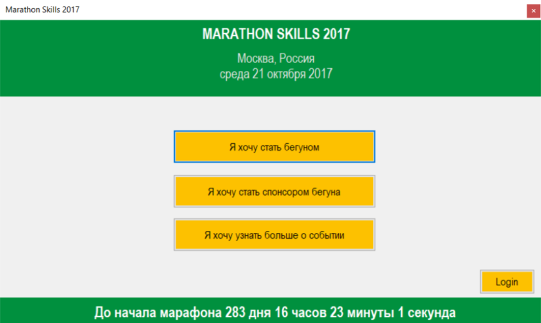 Marathon Skills 2017
MARATHON SKILLS 2017
Москва, Россия
среда 21 октября 2017
Я хочу стать бегуном
Я хочу стать спонсором бегуна
Я хочу узнать больше о событии
Login
До начала марафона 283 дня 16 часов 23 минуты 1 секунда